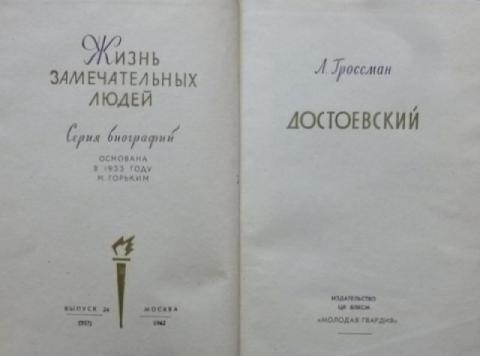 Жизнь
ЗАМЕЧАТЕЛЬНЫХ
ЛЮДЕЙ
Серия биографий
ОСНОВАНА
В 1933 ГОДУ
М. ГОРЬКИМ
ВЫПУСК 24
(357)
МОСКВА
1962
Л. Гроссман
ДОСТОЕВСКИЙ
ИЗДАТЕЛЬСТВО
ЦК ВЛКСМ
«МОЛОДАЯ ГВАРДИЯ»